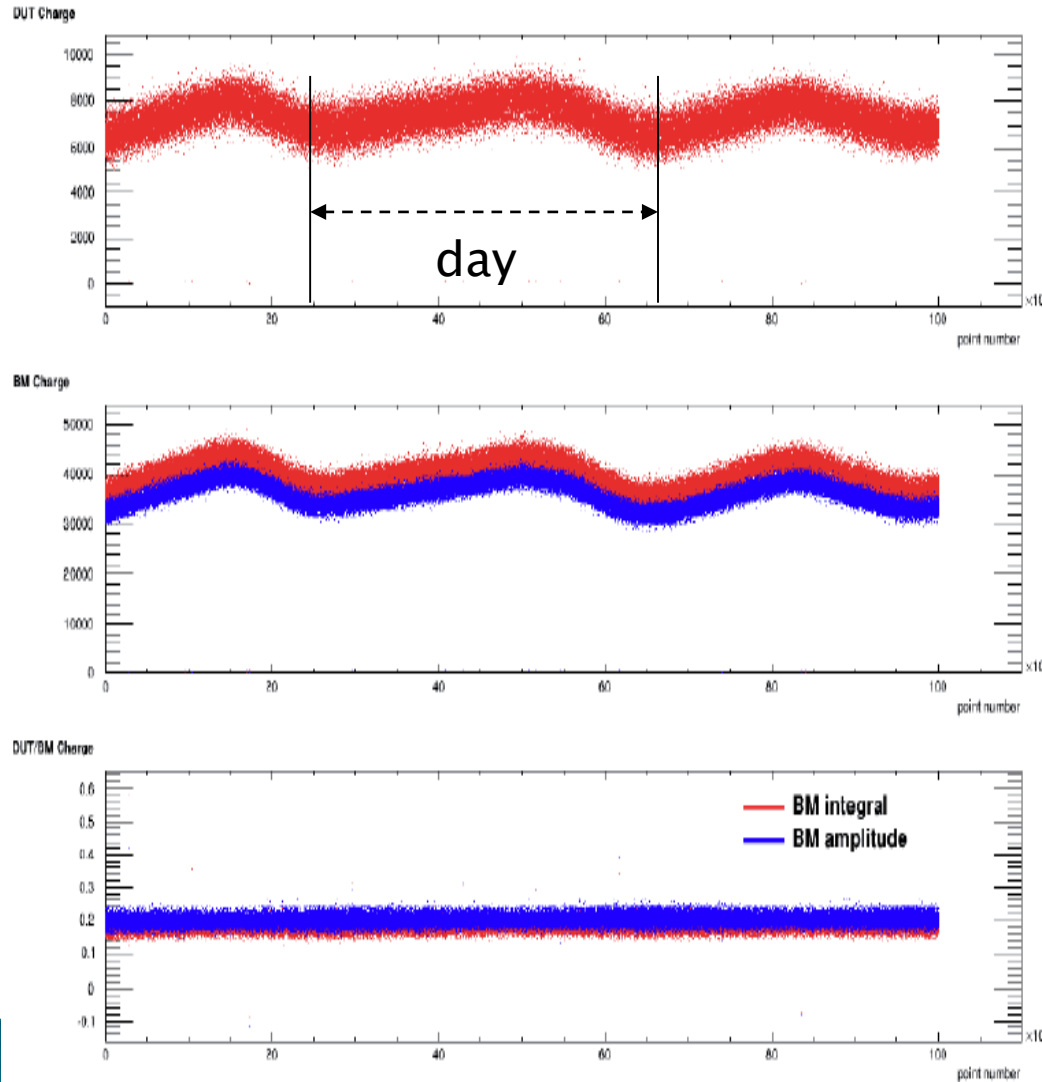 DUT Charge
10000
8000
6000
4000
2000
0
day
0 20 40 60 80 100
×10
point number
BM Charge
50000
40000
30000
20000
10000
0
0 20 40 60 80 100
×10
point number
DUT/BM Charge
0.6
0.5
0.4
0.3
0.2
0.1
0
-0.1
BM integral
BM amplitude
0 20 40 60 80 100
×10
point number